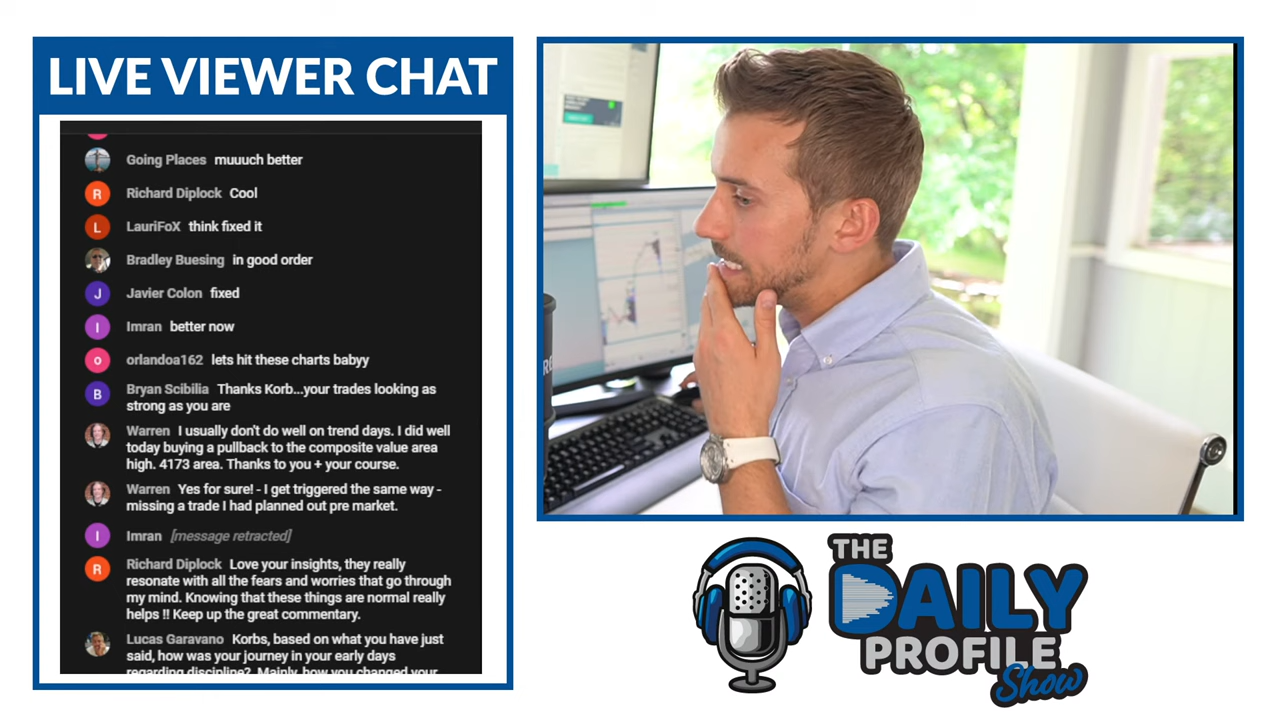 LIVE VIEWER CHAT
Going Places muuuch better
R Richard Diplock Cool
L LauriFoX think fixed it
Bradley Buesing in good order
J Javier Colon fixed
I Imran better now
o orlandoa162 lets hit these charts babyy
B Bryan Scibilia Thanks Korb...your trades looking as
strong as you are
Warren I usually don't do well on trend days. I did well
today buying a pullback to the composite value area
high. 4173 area. Thanks to you + your course.
Warren Yes for sure! - I get triggered the same way -
missing a trade I had planned out pre market.
I Imran [message retracted]
R Richard Diplock Love your insights, they really
resonate with all the fears and worries that go through
my mind. Knowing that these things are normal really
helps !! Keep up the great commentary.
Lucas Garavano Korbs, based on what you have just
said, how was your journey in your early days
regarding discipline? Mainly, how you changed your
THE
DAILY
PROFILE
Show